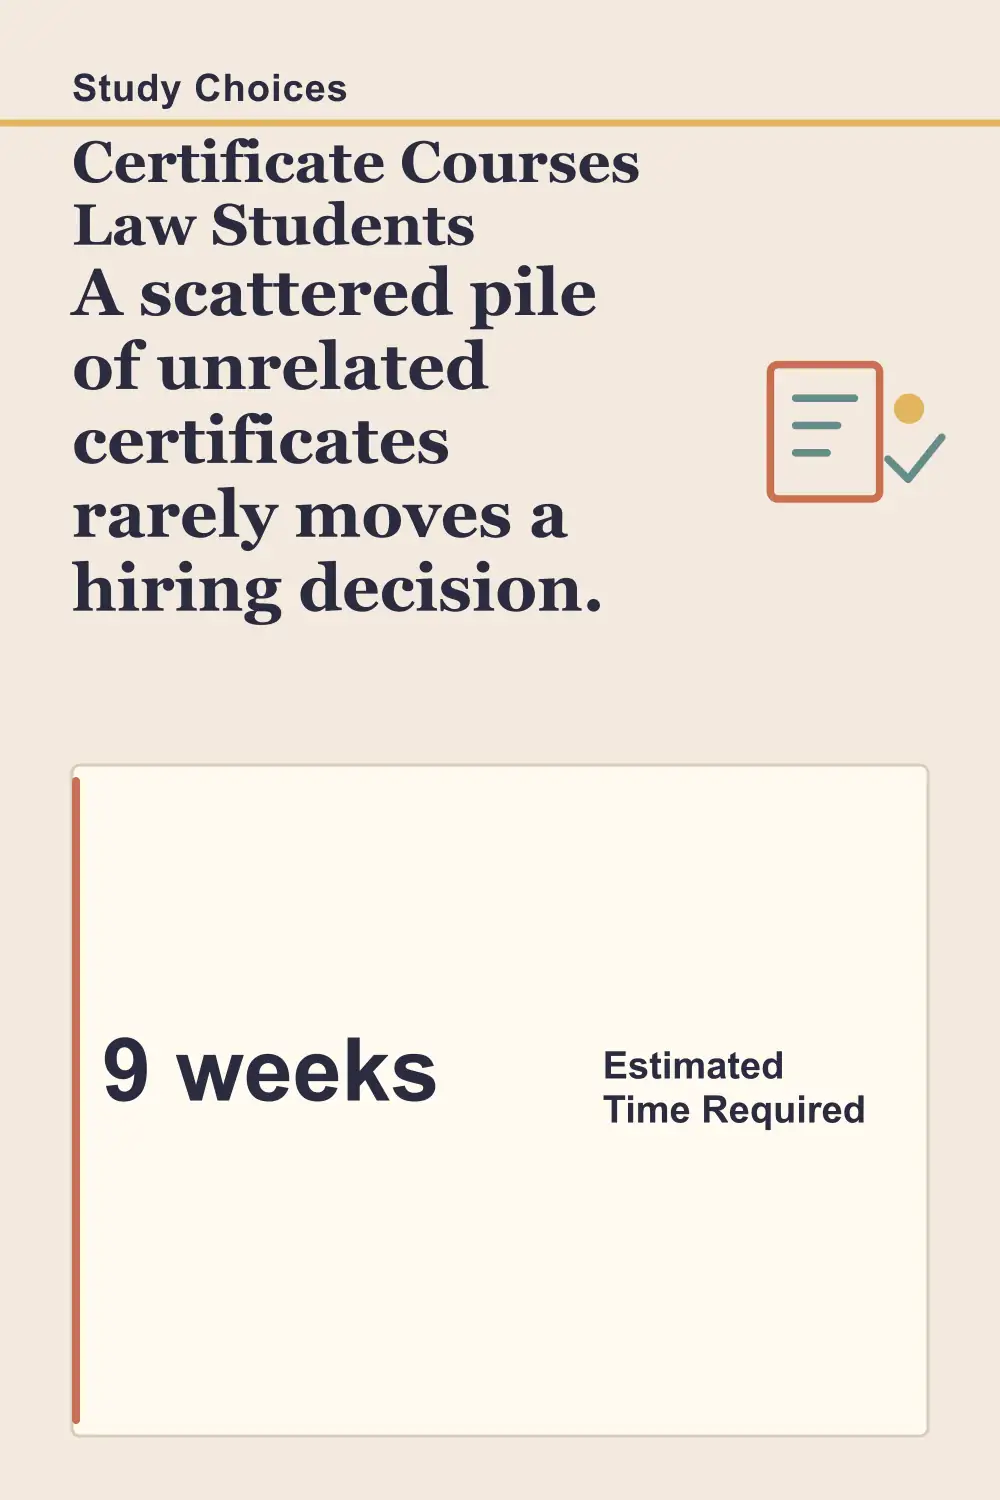 Study Choices
Certificate Courses
Law Students
A scattered pile
of unrelated
certificates
rarely moves a
hiring decision.
9 weeks
Estimated
Time Required